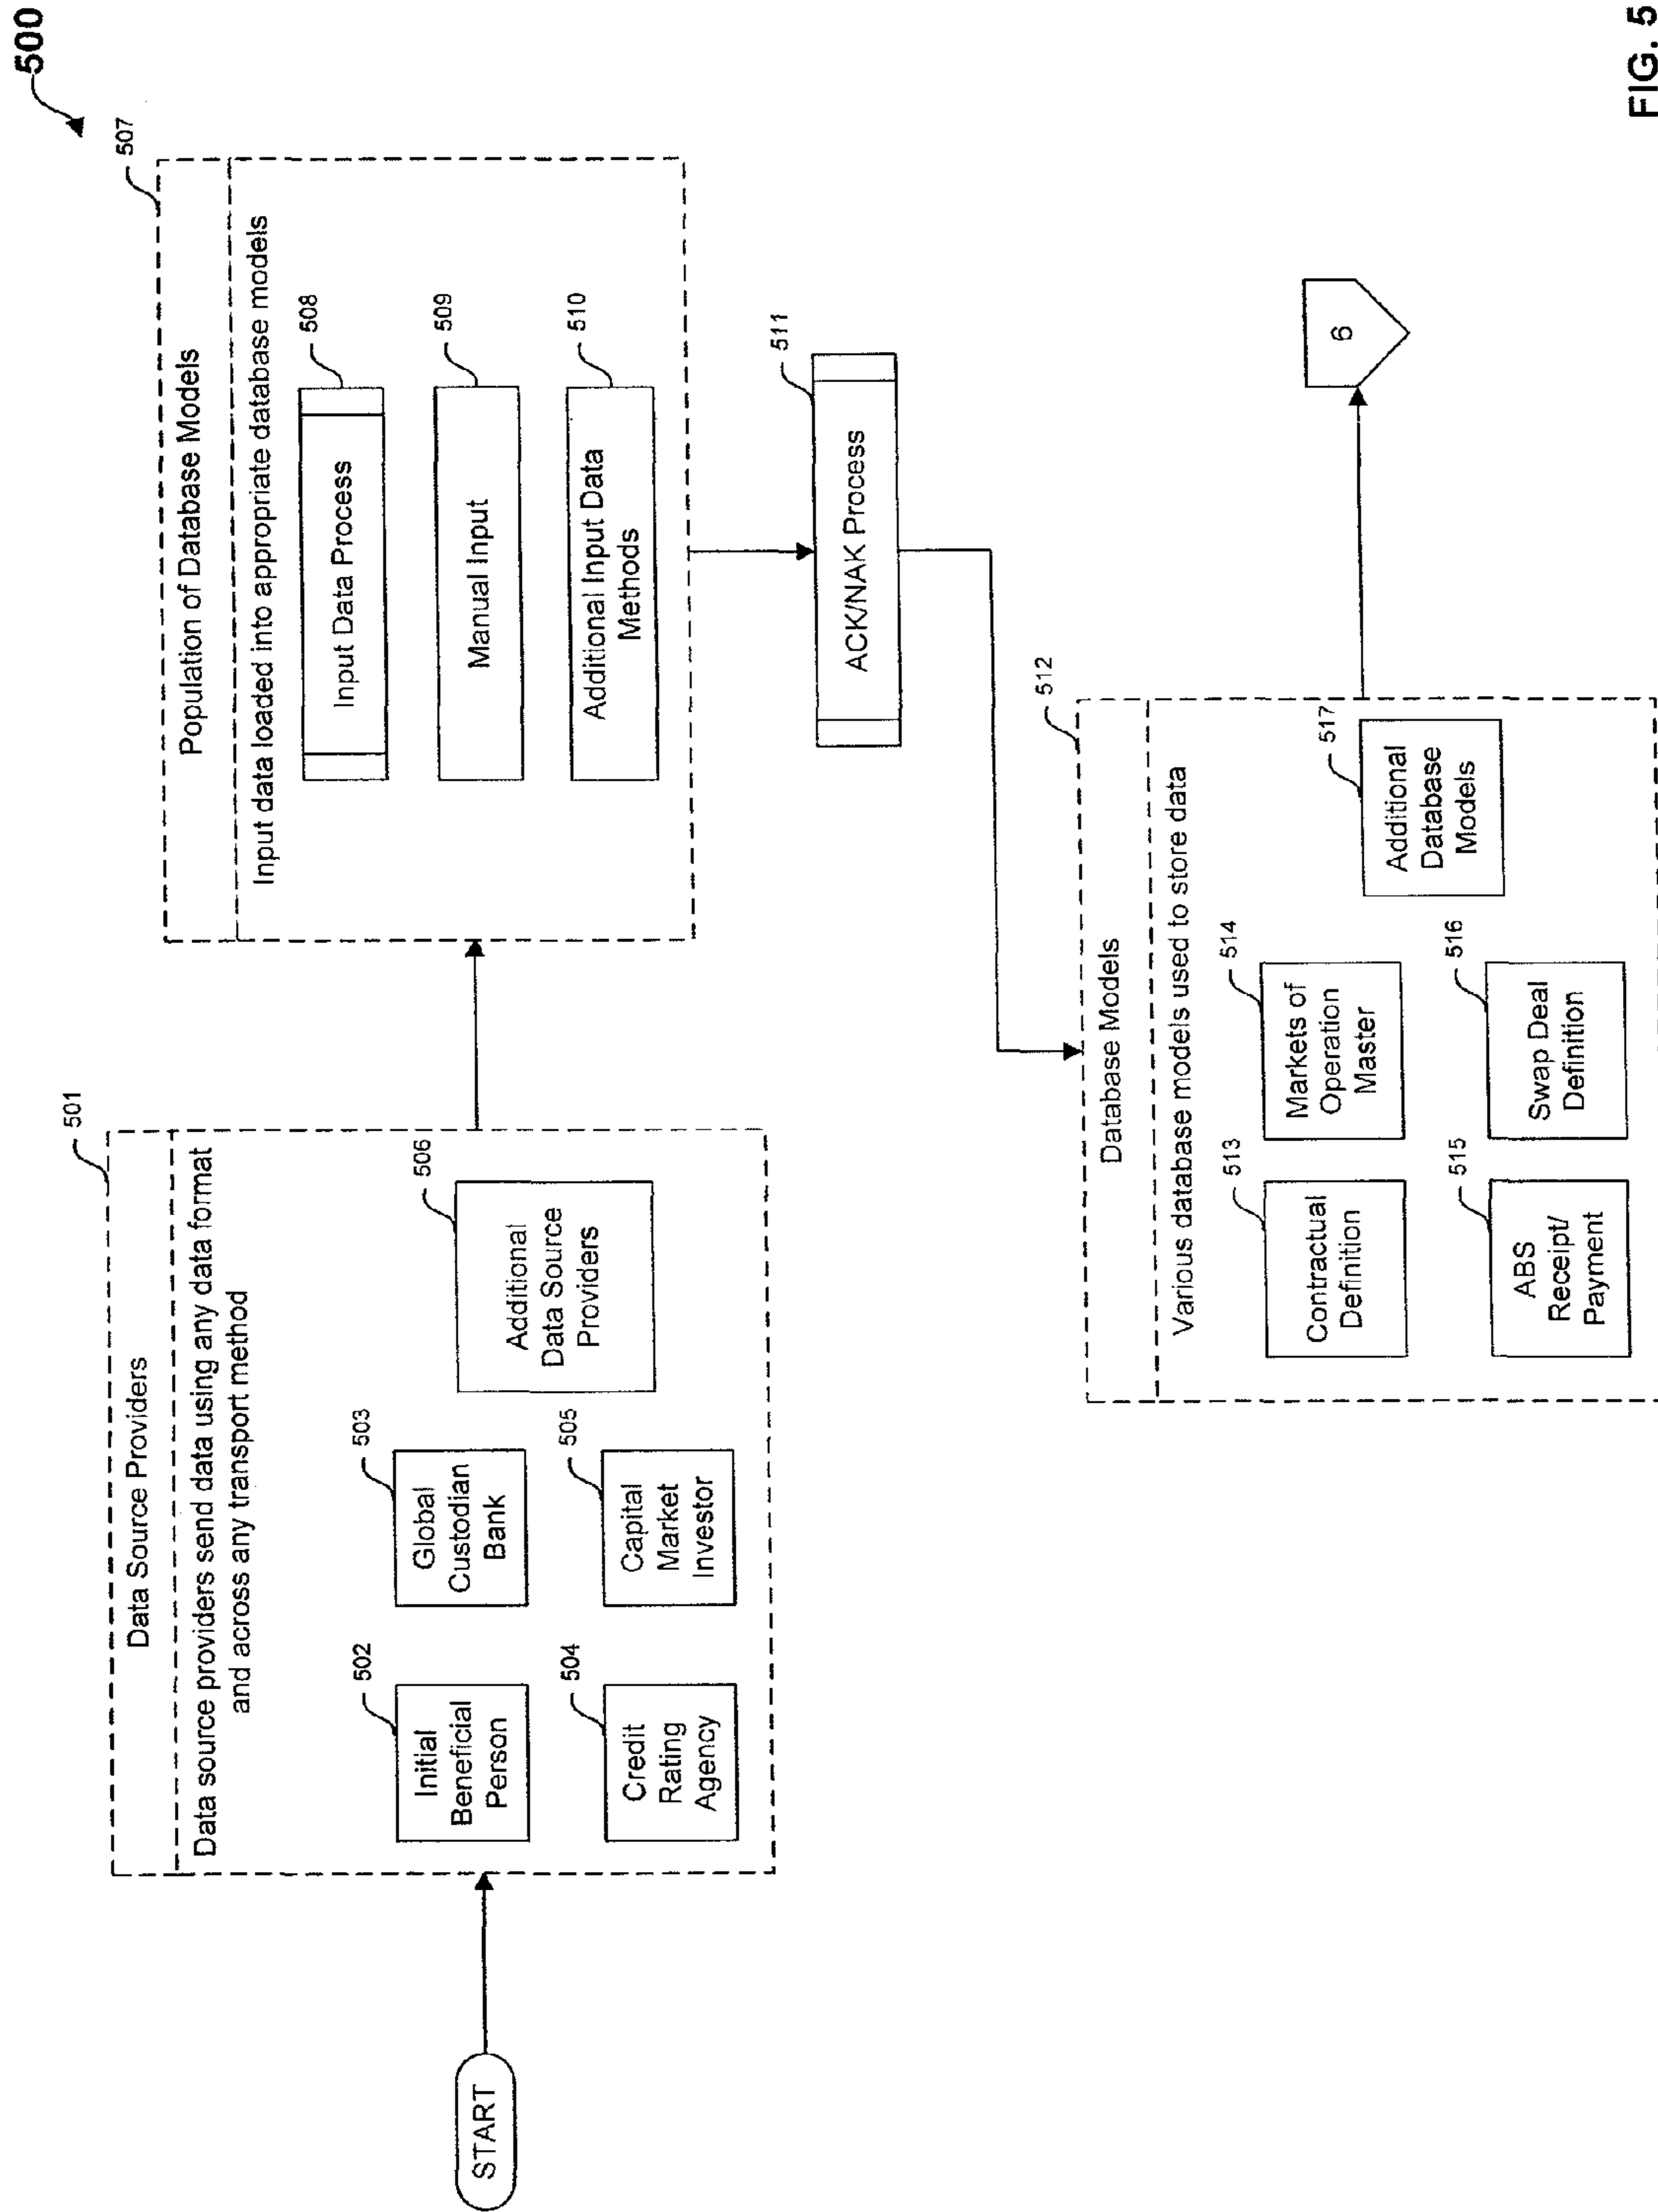 500
501
Data Source Providers
Data source providers send data using any data format
and across any transport method
502
Initial
Beneficial
Person
503
Global
Custodian
Bank
504
Credit
Rating
Agency
505
Capital
Market
Investor
506
Additional
Data Source
Providers
START
507
Population of Database Models
Input data loaded into appropriate database models
508
Input Data Process
509
Manual Input
510
Additional Input Data
Methods
511
ACK/NAK Process
512
Database Models
Various database models used to store data
513
Contractual
Definition
514
Markets of
Operation
Master
515
ABS
Receipt/
Payment
516
Swap Deal
Definition
517
Additional
Database
Models
6
FIG. 5